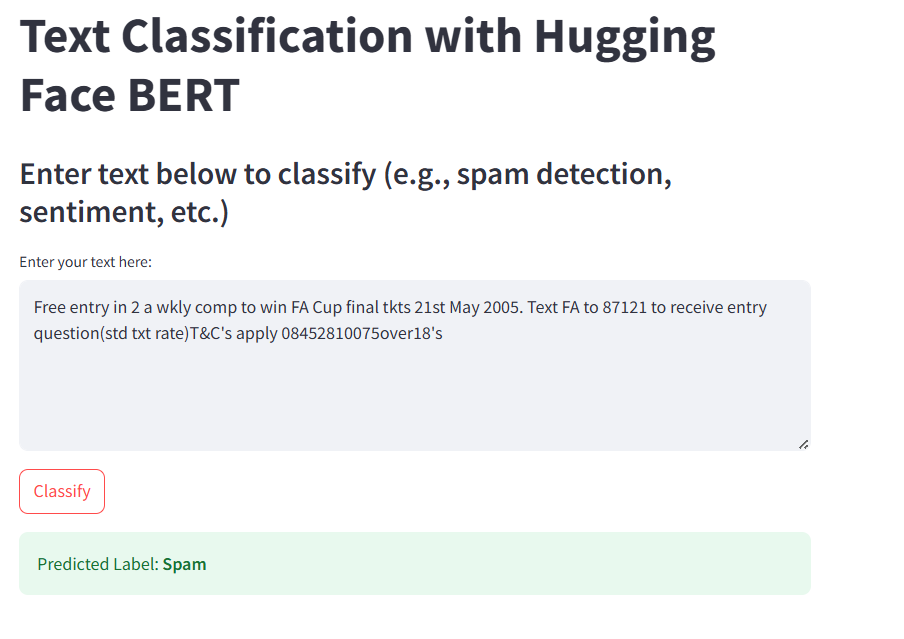 Text Classification with Hugging
Face BERT
Enter text below to classify (e.g., spam detection,
sentiment, etc.)
Enter your text here:
Free entry in 2 a wkly comp to win FA Cup final tkts 21st May 2005. Text FA to 87121 to receive entry
question(std txt rate)T&C's apply 08452810075over18's
Classify
Predicted Label: Spam